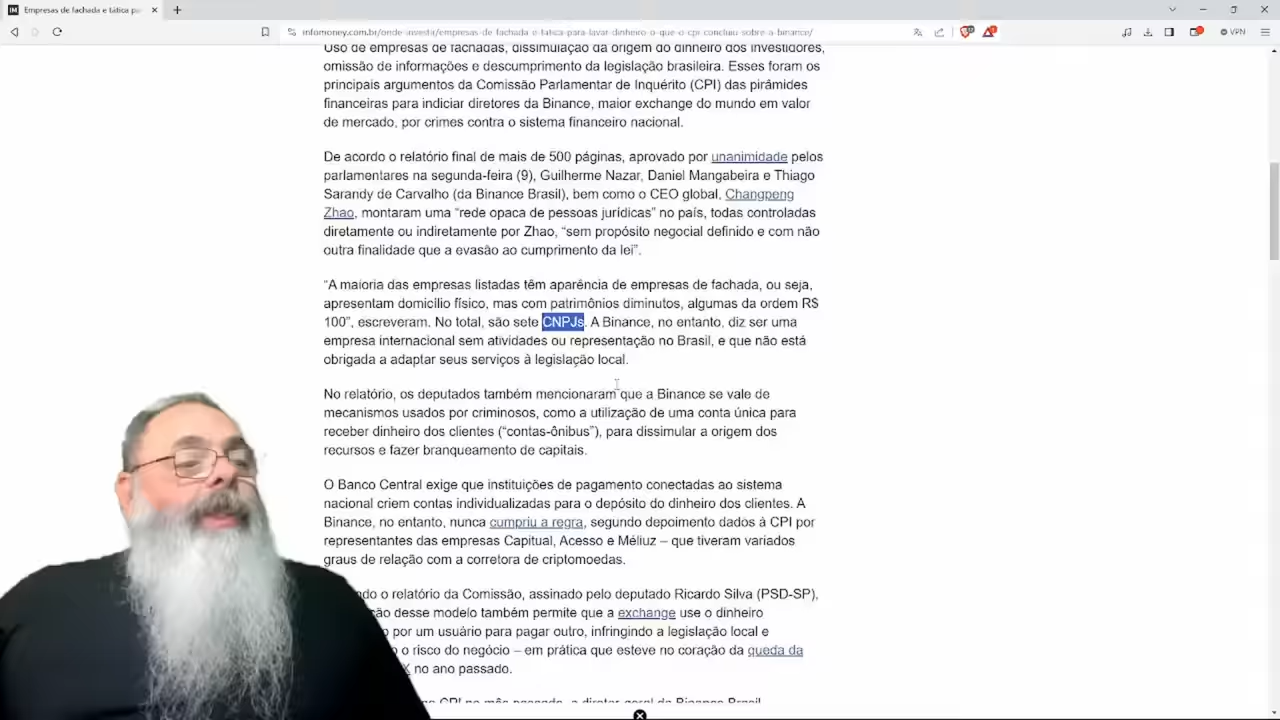 Empresas de fachada e tática pa
infomoney.com.br/onde-investir/empresas-de-fachada-e-tatica-para-lavar-dinheiro-o-que-o-cpi-concluiu-sobre-a-binance/
VPN
Uso de empresas de fachadas, dissimulação da origem do dinheiro dos investidores,
omissão de informações e descumprimento da legislação brasileira. Esses foram os
principais argumentos da Comissão Parlamentar de Inquérito (CPI) das pirâmides
financeiras para indiciar diretores da Binance, maior exchange do mundo em valor
de mercado, por crimes contra o sistema financeiro nacional.
De acordo o relatório final de mais de 500 páginas, aprovado por unanimidade pelos
parlamentares na segunda-feira (9), Guilherme Nazar, Daniel Mangabeira e Thiago
Sarandy de Carvalho (da Binance Brasil), bem como o CEO global, Changpeng
Zhao, montaram uma “rede opaca de pessoas jurídicas” no país, todas controladas
diretamente ou indiretamente por Zhao, “sem propósito negocial definido e com não
outra finalidade que a evasão ao cumprimento da lei”.
“A maioria das empresas listadas têm aparência de empresas de fachada, ou seja,
apresentam domicílio físico, mas com patrimônios diminutos, algumas da ordem R$
100”, escreveram. No total, são sete CNPJs. A Binance, no entanto, diz ser uma
empresa internacional sem atividades ou representação no Brasil, e que não está
obrigada a adaptar seus serviços à legislação local.
No relatório, os deputados também mencionaram que a Binance se vale de
mecanismos usados por criminosos, como a utilização de uma conta única para
receber dinheiro dos clientes (“contas-ônibus”), para dissimular a origem dos
recursos e fazer branqueamento de capitais.
O Banco Central exige que instituições de pagamento conectadas ao sistema
nacional criem contas individualizadas para o depósito do dinheiro dos clientes. A
Binance, no entanto, nunca cumpriu a regra, segundo depoimento dados à CPI por
representantes das empresas Capitual, Acesso e Méliuz – que tiveram variados
graus de relação com a corretora de criptomoedas.
o relatório da Comissão, assinado pelo deputado Ricardo Silva (PSD-SP),
desse modelo também permite que a exchange use o dinheiro
por um usuário para pagar outro, infringindo a legislação local e
o risco do negócio – em prática que esteve no coração da queda da
no ano passado.